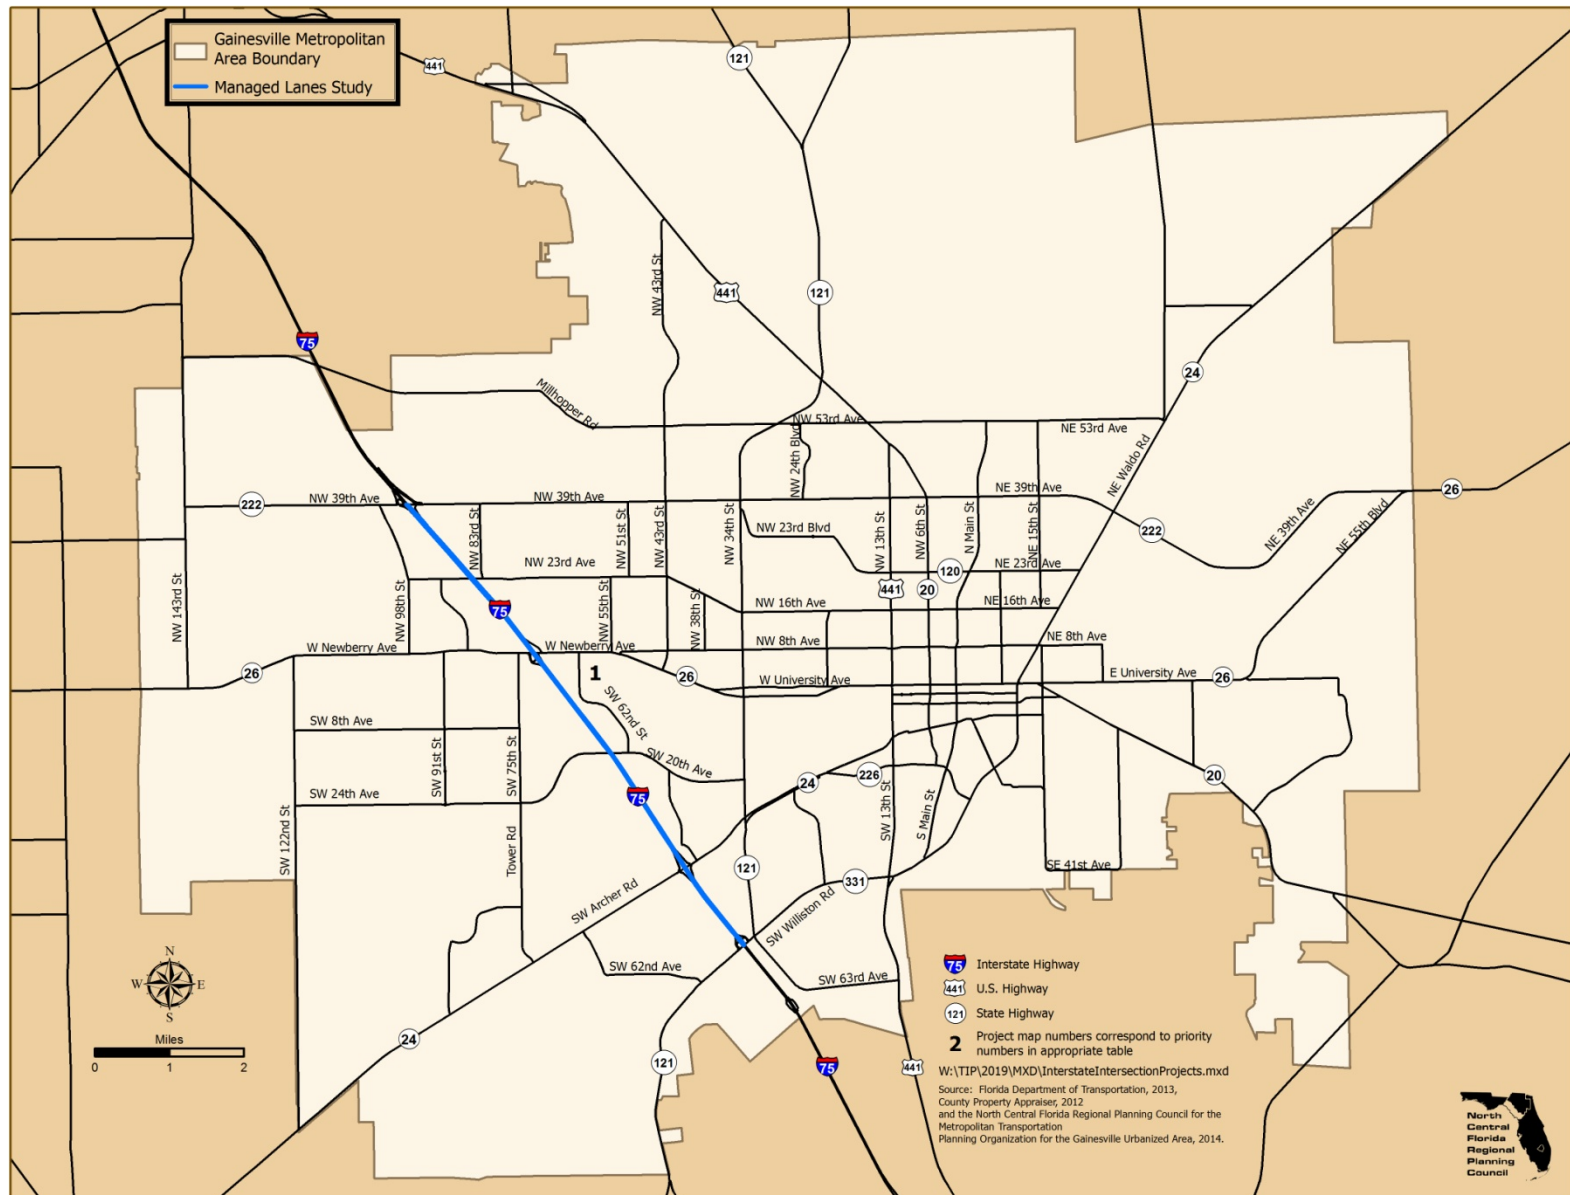 Gainesville Metropolitan
Area Boundary
Managed Lanes Study
441
121
75
NW 43rd St
441
121
24
Millhopper Rd
NW 53rd Ave
NE 53rd Ave
NW 24th Blvd
NE Waldo Rd
222
NW 39th Ave
NW 39th Ave
NE 39th Ave
26
NW 83rd St
NW 51st St
NW 43rd St
NW 34th St
NW 23rd Blvd
NW 13th St
NW 6th St
N Main St
NE 15th St
222
NE 39th Ave
NE 55th Blvd
NW 23rd Ave
120
NE 23rd Ave
NW 143rd St
NW 98th St
75
NW 55th St
NW 38th St
441
20
NW 16th Ave
NE 16th Ave
W Newberry Ave
W Newberry Ave
NW 8th Ave
NE 8th Ave
26
1
26
W University Ave
E University Ave
26
SW 62nd St
SW 8th Ave
SW 91st St
SW 75th St
SW 20th Ave
24
226
20
SW 24th Ave
75
SW 13th St
S Main St
SW 122nd St
Tower Rd
121
331
SE 41st Ave
SW Archer Rd
SW Williston Rd
SW 62nd Ave
SW 63rd Ave
N
W
E
S
Miles
0
1
2
24
121
75
441
75
Interstate Highway
441
U.S. Highway
121
State Highway
2
Project map numbers correspond to priority
numbers in appropriate table
W:\TIP\2019\MXD\InterstateIntersectionProjects.mxd
Source: Florida Department of Transportation, 2013,
County Property Appraiser, 2012
and the North Central Florida Regional Planning Council for the
Metropolitan Transportation
Planning Organization for the Gainesville Urbanized Area, 2014.
North
Central
Florida
Regional
Planning
Council